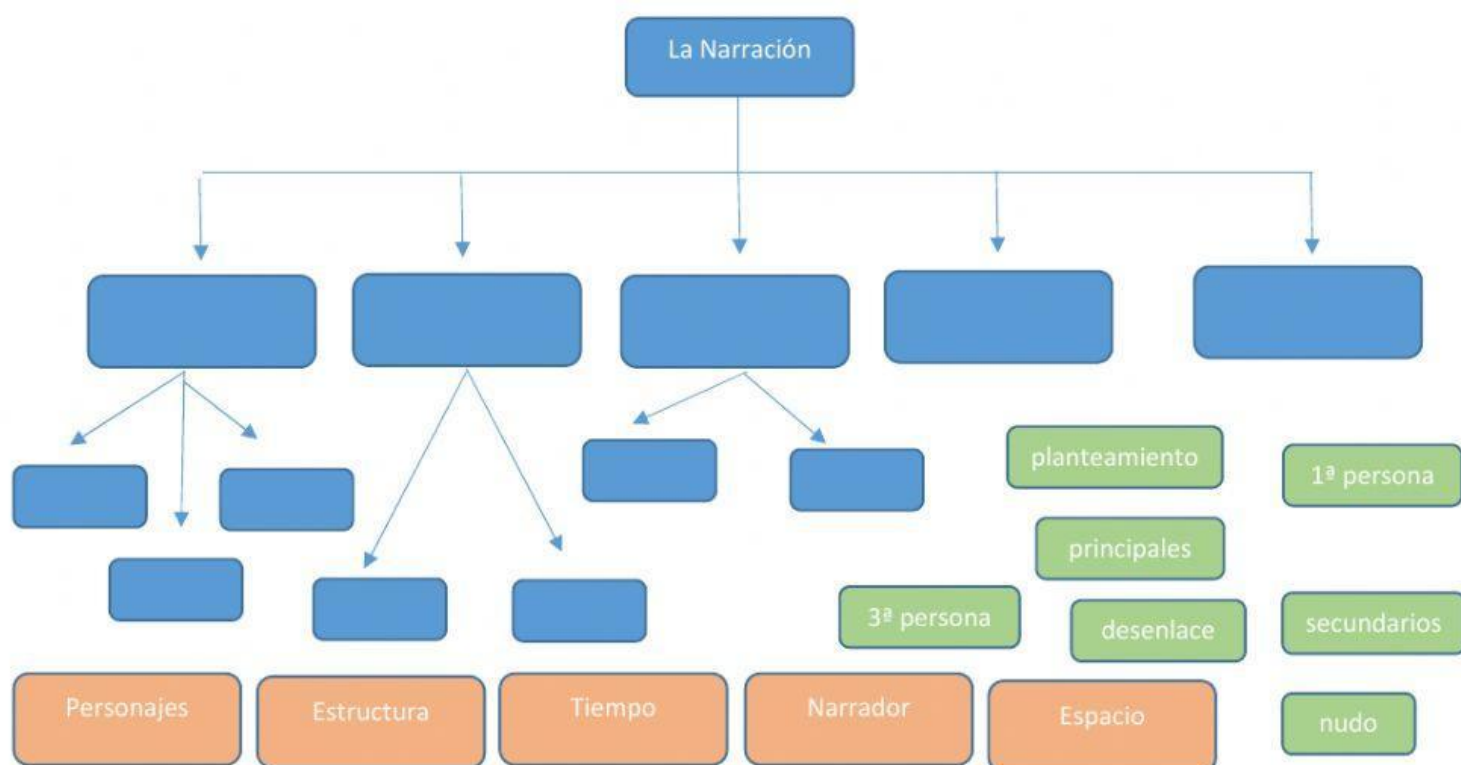 La Narración
planteamiento
1ª persona
principales
3ª persona
desenlace
secundarios
Personajes
Estructura
Tiempo
Narrador
Espacio
nudo